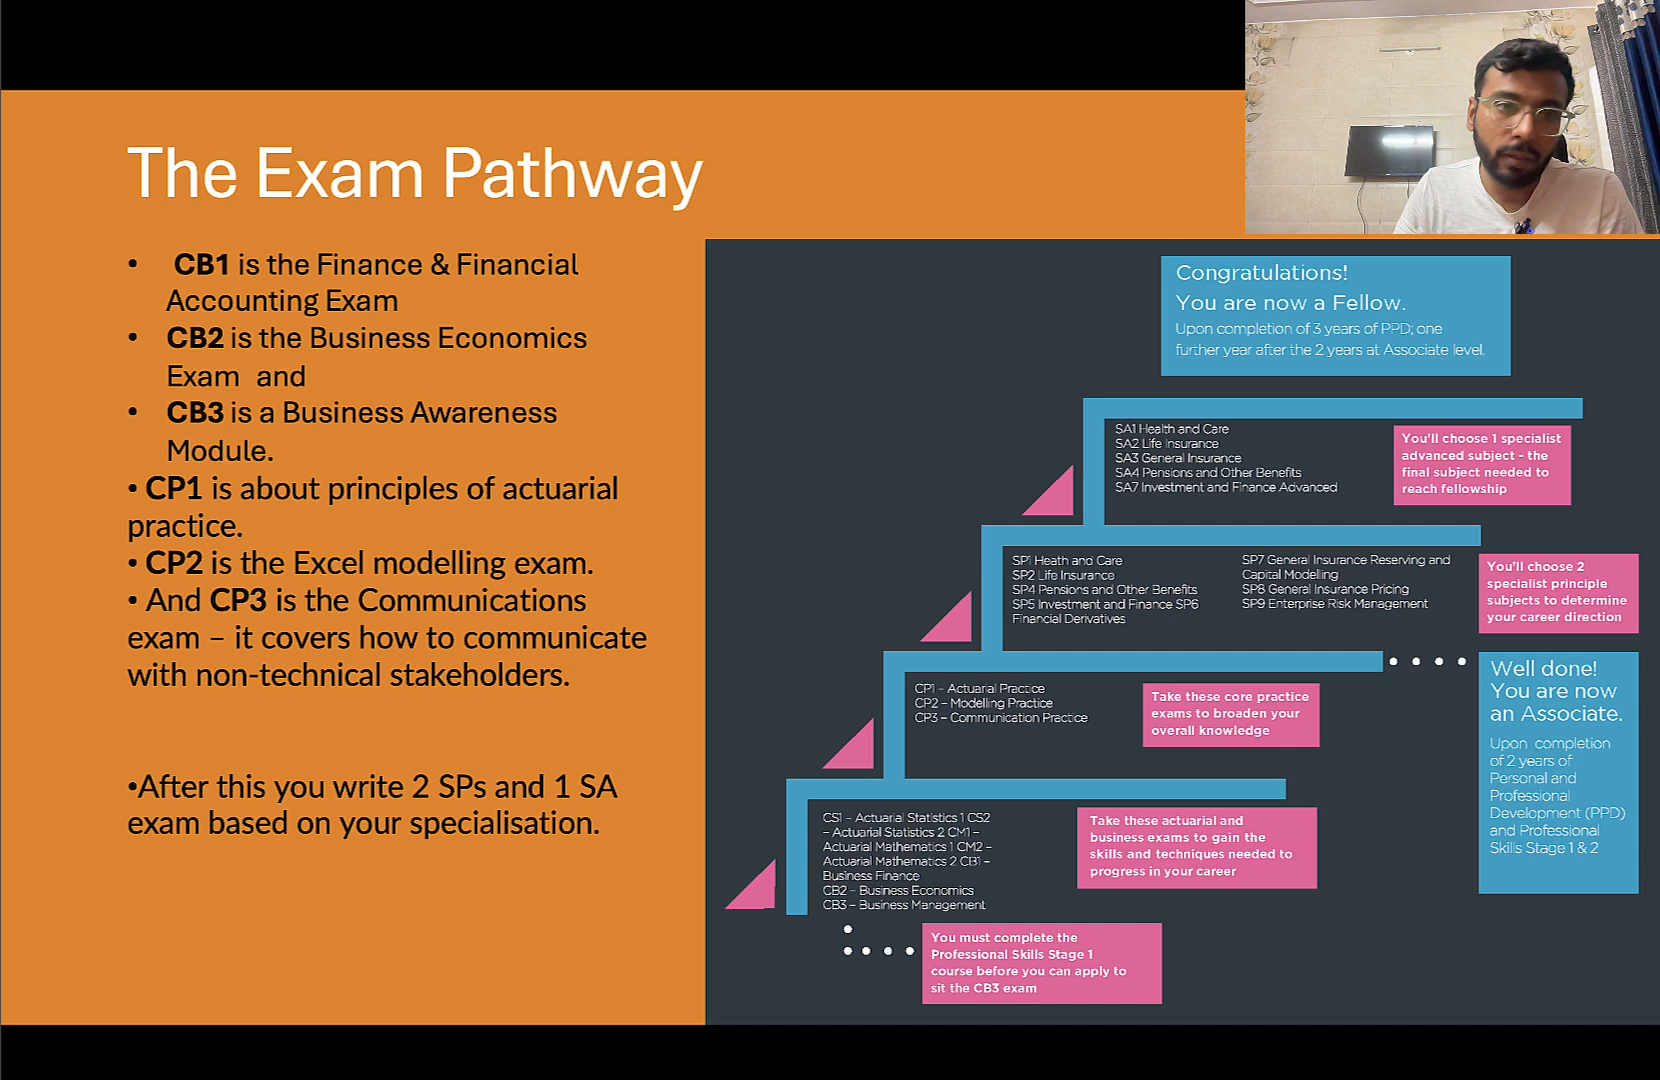 The Exam Pathway
• CB1 is the Finance & Financial
Accounting Exam
• CB2 is the Business Economics
Exam and
• CB3 is a Business Awareness
Module.
• CP1 is about principles of actuarial
practice.
• CP2 is the Excel modelling exam.
• And CP3 is the Communications
exam – it covers how to communicate
with non-technical stakeholders.
•After this you write 2 SPs and 1 SA
exam based on your specialisation.
Congratulations!
You are now a Fellow.
Upon completion of 3 years of PPD; one
further year after the 2 years at Associate level.
SA1 Health and Care
SA2 Life Insurance
SA3 General Insurance
SA4 Pensions and Other Benefits
SA7 Investment and Finance Advanced
You'll choose 1 specialist
advanced subject - the
final subject needed to
reach fellowship
SP1 Heath and Care
SP2 Life Insurance
SP4 Pensions and Other Benefits
SP5 Investment and Finance SP6
Financial Derivatives
SP7 General Insurance Reserving and
Capital Modelling
SP8 General Insurance Pricing
SP9 Enterprise Risk Management
You'll choose 2
specialist principle
subjects to determine
your career direction
CP1 – Actuarial Practice
CP2 – Modelling Practice
CP3 – Communication Practice
Take these core practice
exams to broaden your
overall knowledge
Well done!
You are now
an Associate.
Upon completion
of 2 years of
Personal and
Professional
Development (PPD)
and Professional
Skills Stage 1 & 2
CS1 – Actuarial Statistics 1 CS2
– Actuarial Statistics 2 CM1 –
Actuarial Mathematics 1 CM2 –
Actuarial Mathematics 2 CB1 –
Business Finance
CB2 – Business Economics
CB3 – Business Management
Take these actuarial and
business exams to gain the
skills and techniques needed to
progress in your career
You must complete the
Professional Skills Stage 1
course before you can apply to
sit the CB3 exam